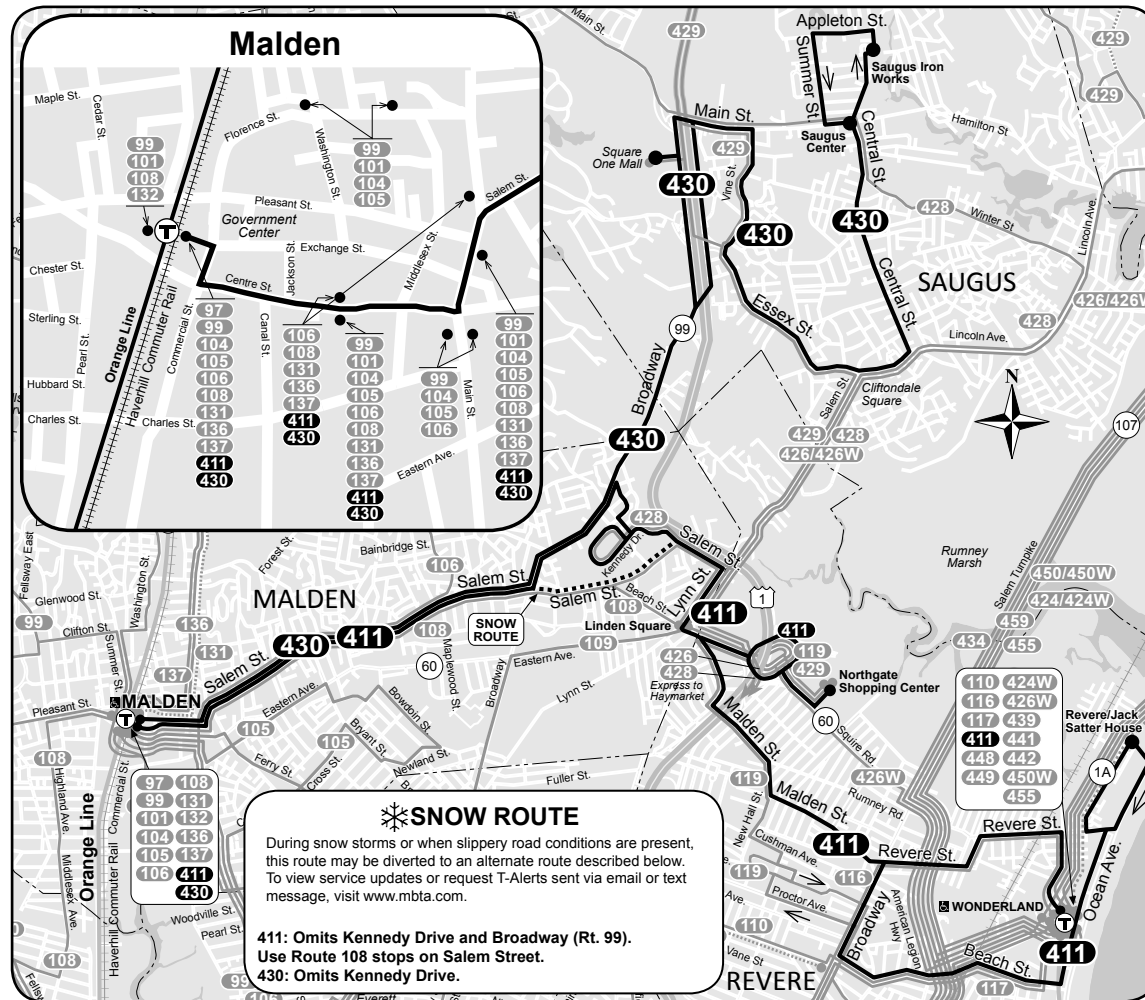 Malden
Maple St.
Cedar St.
Florence St.
Washington St.
99
101
108
132
99
101
104
105
Pleasant St.
Government
Center
Salem St.
Exchange St.
Jackson St.
Middlesex St.
T
Chester St.
Centre St.
Sterling St.
Pearl St.
Orange Line
Haverhill Commuter Rail
Commercial St.
Canal St.
Main St.
Hubbard St.
Charles St.
Charles St.
Eastern Ave.
97
99
104
105
106
108
131
136
137
411
430
106
108
131
136
137
411
430
99
101
104
105
106
108
131
136
137
411
430
99
104
105
106
99
101
104
105
106
108
131
136
137
411
430
Main St.
429
Appleton St.
Summer St.
Saugus Iron
Works
429
429
Main St.
Saugus
Center
Central St.
Hamilton St
Square
One Mall
429
Vine St.
430
430
430
428
Winter St.
Lincoln Ave.
SAUGUS
Central St.
426/426W
428
Lincoln Ave.
99
Essex St.
Broadway
Salem St.
Cliftondale
Square
N
107
430
429
428
426/426W
Fellsway East
Glenwood St.
99
Clifton St.
Summer St.
Washington St.
136
137
131
Forest St.
Bainbridge St.
106
MALDEN
Salem St.
Salem St.
430
411
108
60
Maplewood St.
SNOW
ROUTE
Salem St.
Kennedy Dr.
428
Salem St.
Beach St.
108
Lynn St.
Linden Square
411
1
109
Eastern Ave.
Broadway
Lynn St.
426
428
Express to
Haymarket
411
119
429
Northgate
Shopping Center
60
Squire Rd.
Rumney
Marsh
Salem Turnpike
450/450W
424/424W
459
434
455
Pleasant St.
MALDEN
T
Eastern Ave.
105
105
Bowdoin St.
Bryant St.
Newland St.
Cross St.
Ferry St.
Fuller St.
108
Highland Ave.
Middlesex Ave.
108
Orange Line
Haverhill Commuter Rail
Commercial St.
97
108
99
131
101
132
104
136
105
137
106
411
430
Woodville St.
Pearl St.
99
106
Everett
SNOW ROUTE
During snow storms or when slippery road conditions are present,
this route may be diverted to an alternate route described below.
To view service updates or request T-Alerts sent via email or text
message, visit www.mbta.com.
411: Omits Kennedy Drive and Broadway (Rt. 99).
Use Route 108 stops on Salem Street.
430: Omits Kennedy Drive.
Malden St.
119
New Hall St.
426W
Rumney Rd.
Malden St.
Cushman Ave.
411
119
116
Proctor Ave.
110
Vane St.
REVERE
Revere St.
Revere St.
Broadway
American Legion
Hwy
110 424W
116 426W
117 439
411 441
448 442
449 450W
455
Revere/Jack
Satter House
1A
Ocean Ave.
WONDERLAND
T
411
Beach St.
117